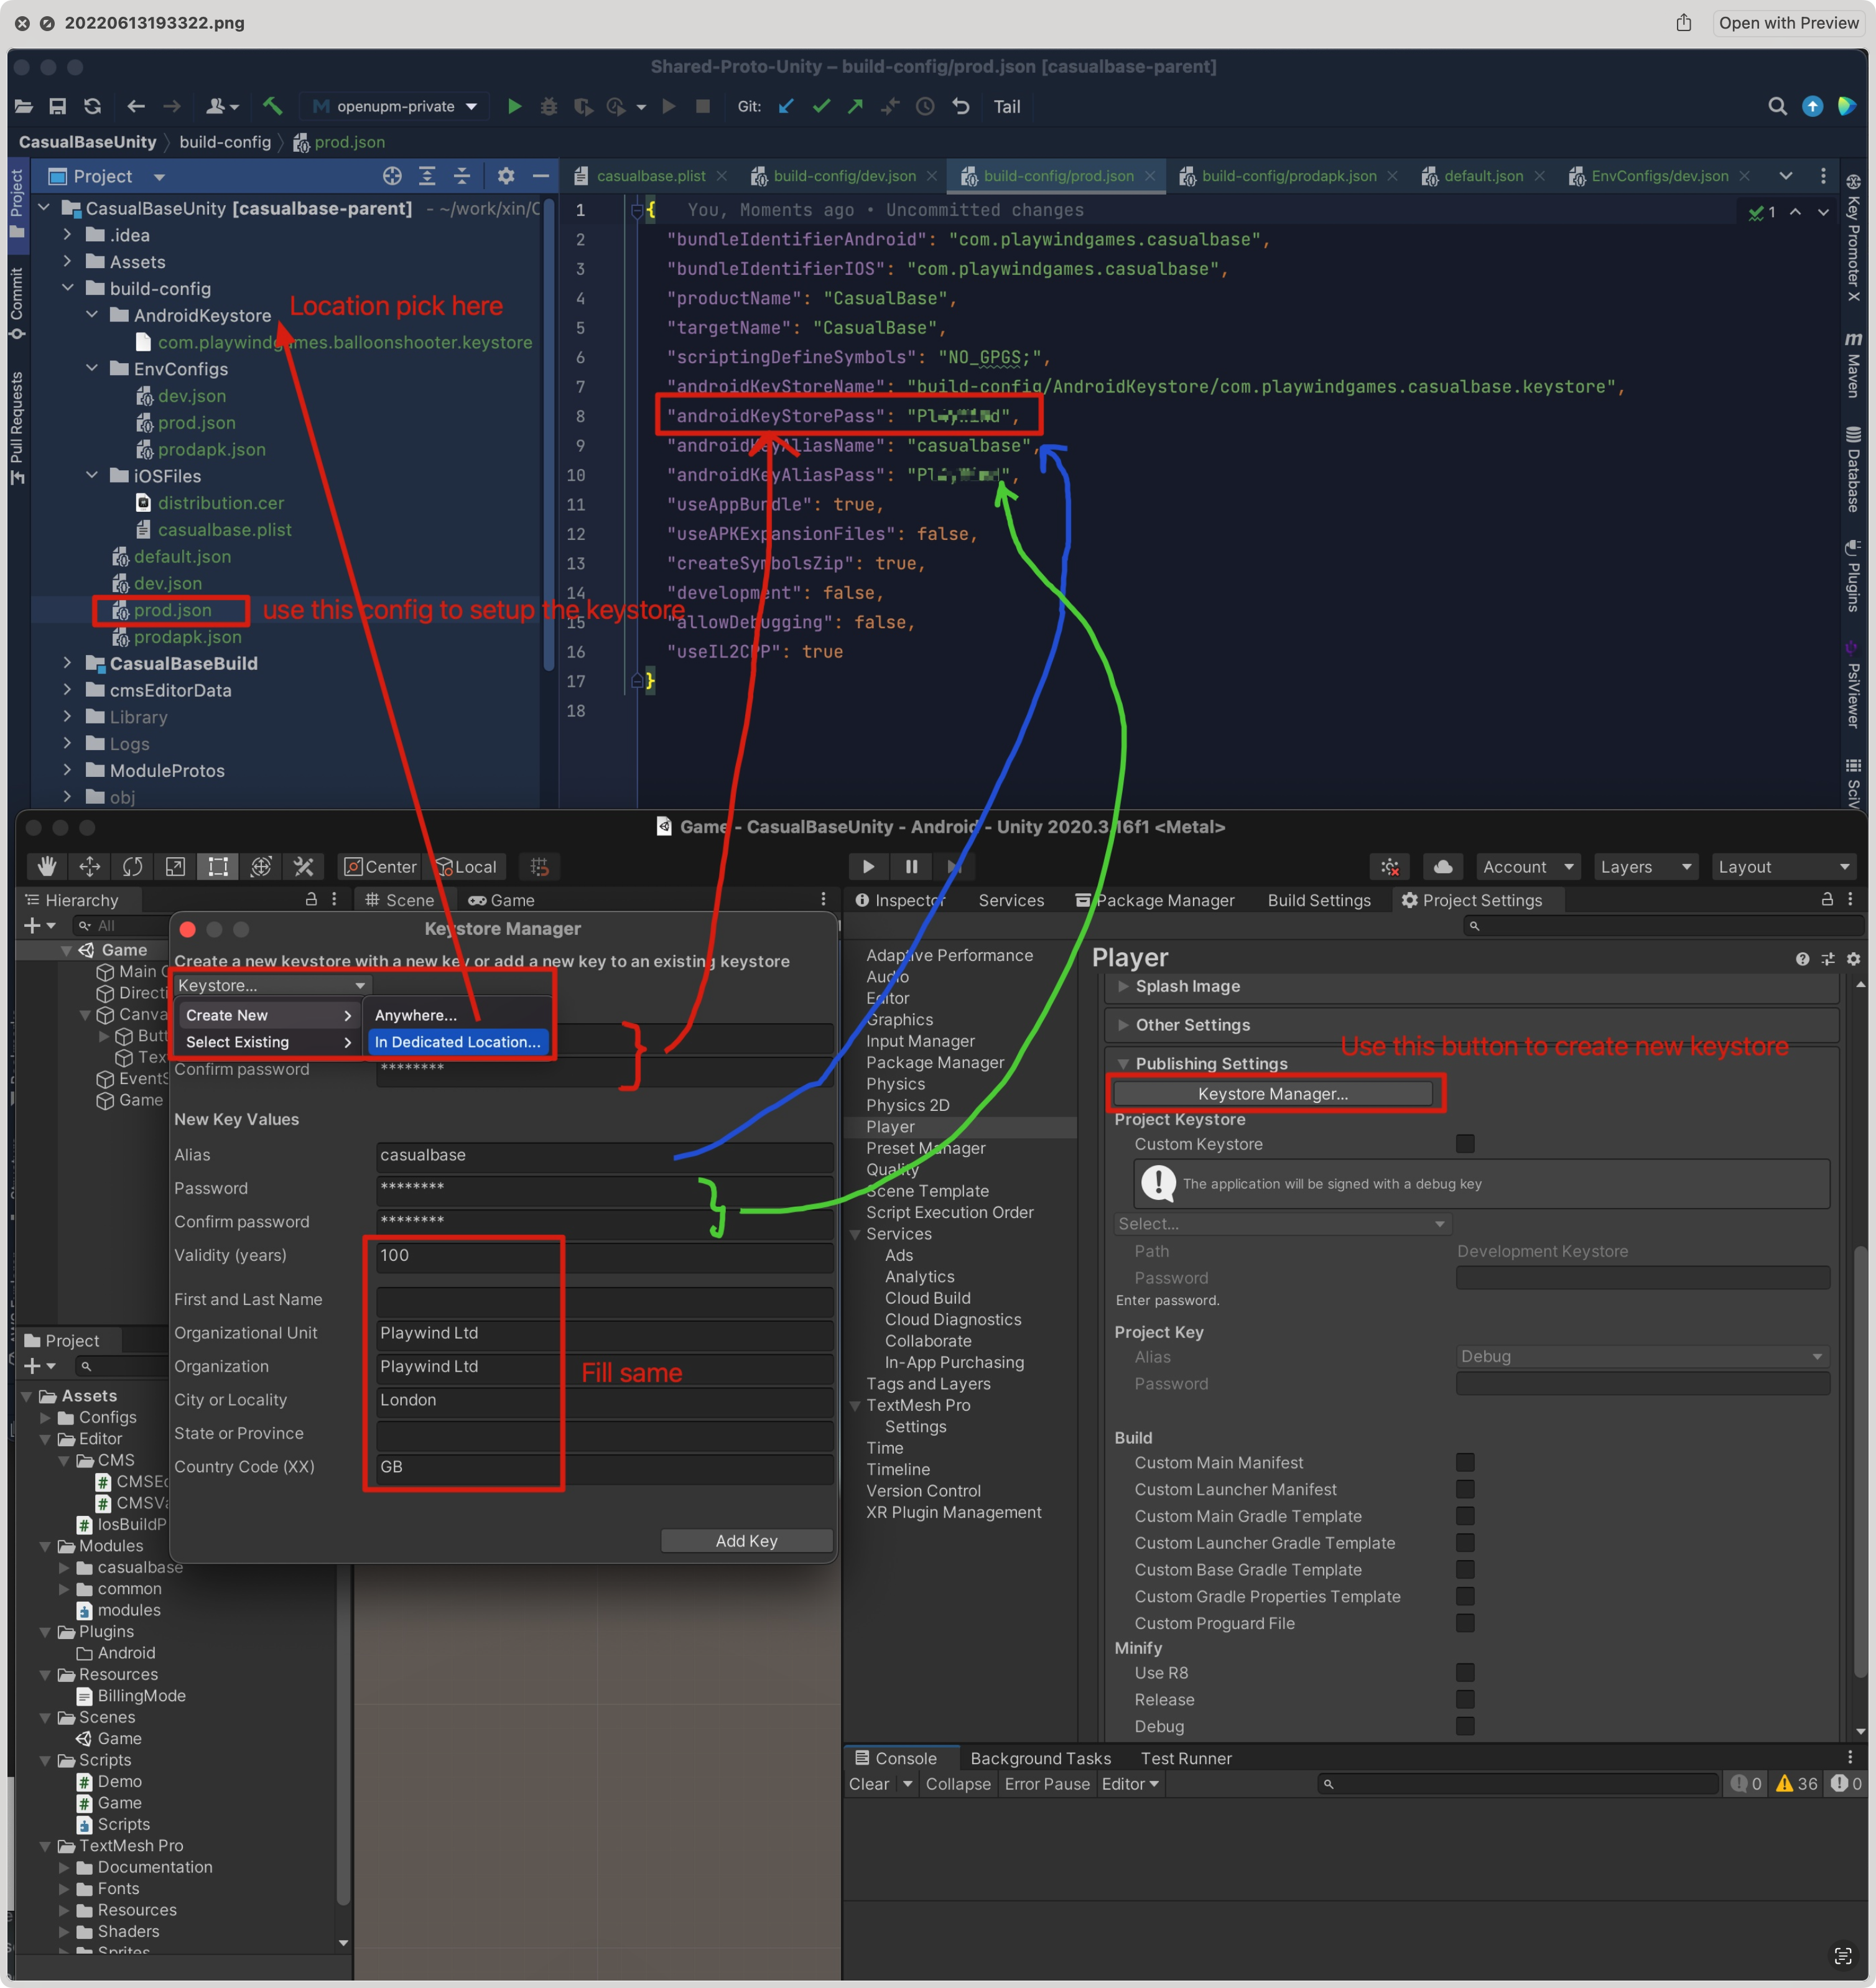 20220613193322.png
Open with Preview
Shared-Proto-Unity – build-config/prod.json [casualbase-parent]
openupm-private
Git:
Tail
CasualBaseUnity
build-config
prod.json
Project
casualbase.plist
build-config/dev.json
build-config/prod.json
build-config/prodapk.json
default.json
EnvConfigs/dev.json
Project
Commit
Pull Requests
CasualBaseUnity [casualbase-parent] - ~/work/xin/C
.idea
Assets
build-config
AndroidKeystore
com.playwindgames.balloonshooter.keystore
EnvConfigs
dev.json
prod.json
prodapk.json
iOSFiles
distribution.cer
casualbase.plist
default.json
dev.json
prod.json
prodapk.json
CasualBaseBuild
cmsEditorData
Library
Logs
ModuleProtos
obj
Location pick here
use this config to setup the keystore
1 { You, Moments ago • Uncommitted changes
1
2 "bundleIdentifierAndroid": "com.playwindgames.casualbase",
3 "bundleIdentifierIOS": "com.playwindgames.casualbase",
4 "productName": "CasualBase",
5 "targetName": "CasualBase",
6 "scriptingDefineSymbols": "NO_GPGS;",
7 "androidKeyStoreName": "build-config/AndroidKeystore/com.playwindgames.casualbase.keystore",
8 "androidKeyStorePass":
9 "androidKeyAliasName": "casualbase",
10 "androidKeyAliasPass":
11 "useAppBundle": true,
12 "useAPKExpansionFiles": false,
13 "createSymbolsZip": true,
14 "development": false,
15 "allowDebugging": false,
16 "useIL2CPP": true
17 }
18
Key Promoter X
Maven
Database
Plugins
PsiViewer
SciV
Game - CasualBaseUnity - Android - Unity 2020.3.16f1 <Metal>
Center
Local
Account
Layers
Layout
Hierarchy
All
Game
Main C
Directi
Canva
Butt
Tex
EventS
Game
Scene
Game
Inspector
Services
Package Manager
Build Settings
Project Settings
Keystore Manager
Create a new keystore with a new key or add a new key to an existing keystore
Keystore...
Create New
Select Existing
Anywhere...
In Dedicated Location...
Confirm password
********
New Key Values
Alias
casualbase
Password
********
Confirm password
********
Validity (years)
100
First and Last Name
Organizational Unit
Playwind Ltd
Organization
Playwind Ltd
City or Locality
London
State or Province
Country Code (XX)
GB
Fill same
Add Key
Project
Assets
Configs
Editor
CMS
CMSEc
CMSVa
IosBuildP
Modules
casualbase
common
modules
Plugins
Android
Resources
BillingMode
Scenes
Game
Scripts
Demo
Game
Scripts
TextMesh Pro
Documentation
Fonts
Resources
Shaders
Sprites
Adaptive Performance
Audio
Editor
Graphics
Input Manager
Package Manager
Physics
Physics 2D
Player
Preset Manager
Quality
Scene Template
Script Execution Order
Services
Ads
Analytics
Cloud Build
Cloud Diagnostics
Collaborate
In-App Purchasing
Tags and Layers
TextMesh Pro
Settings
Time
Timeline
Version Control
XR Plugin Management
Player
Splash Image
Other Settings
Use this button to create new keystore
Publishing Settings
Keystore Manager...
Project Keystore
Custom Keystore
The application will be signed with a debug key
Select...
Path
Development Keystore
Password
Enter password.
Project Key
Alias
Debug
Password
Build
Custom Main Manifest
Custom Launcher Manifest
Custom Main Gradle Template
Custom Launcher Gradle Template
Custom Base Gradle Template
Custom Gradle Properties Template
Custom Proguard File
Minify
Use R8
Release
Debug
Console
Background Tasks
Test Runner
Clear
Collapse
Error Pause
Editor
0
36
0